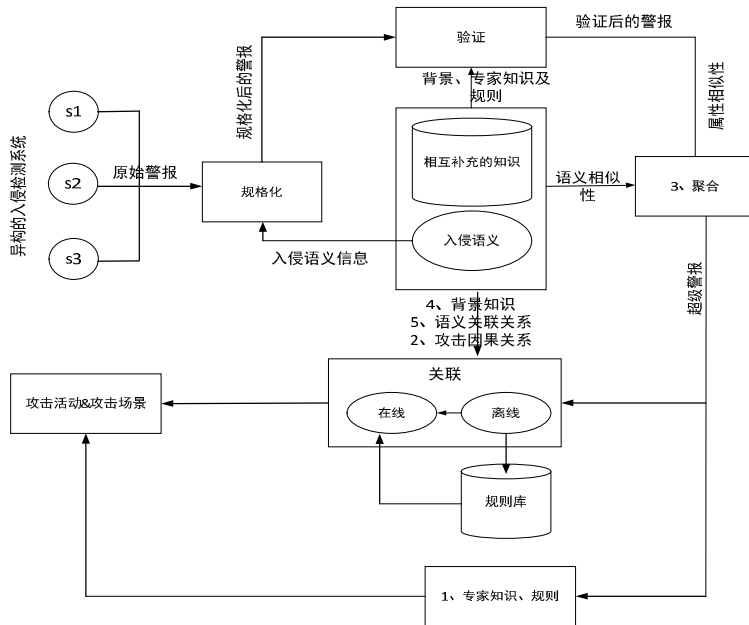 验证
验证后的警报
背景、专家知识及
规则
规格化后的警报
属性相似性
s1
s2
s3
异构的入侵检测系统
原始警报
规格化
相互补充的知识
入侵语义
入侵语义信息
语义相似
性
3、聚合
超级警报
4、背景知识
5、语义关联关系
2、攻击因果关系
关联
在线
离线
规则库
攻击活动&攻击场景
1、专家知识、规则